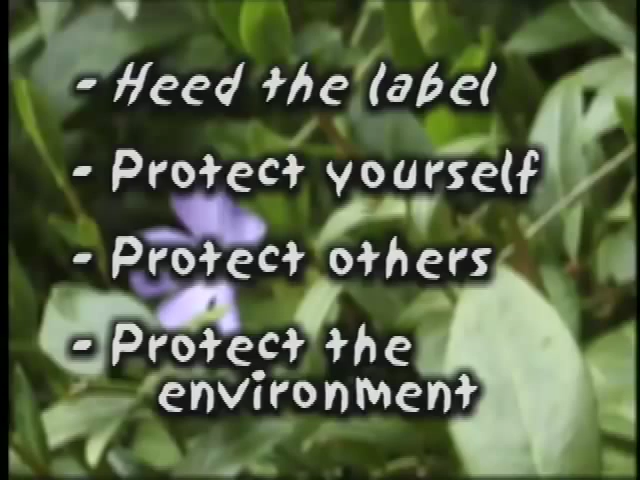 - Heed the label
- Protect yourself
- Protect others
- Protect the
environment